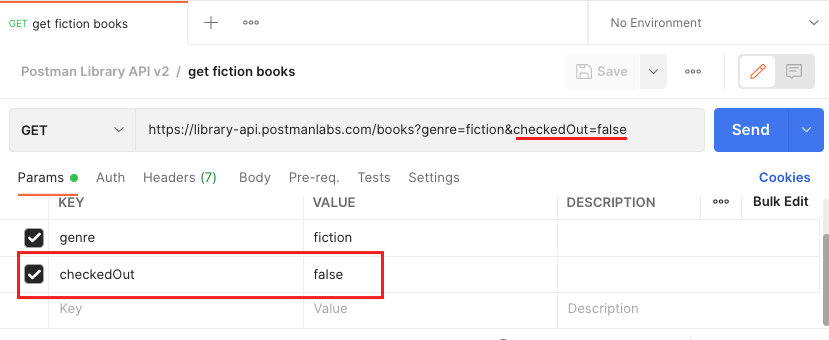 GET get fiction books
No Environment
Postman Library API v2 / get fiction books
Save
GET
https://library-api.postmanlabs.com/books?genre=fiction&checkedOut=false
Send
Params Auth Headers (7) Body Pre-req. Tests Settings Cookies
KEY VALUE DESCRIPTION Bulk Edit
genre fiction
checkedOut false
Key Value Description